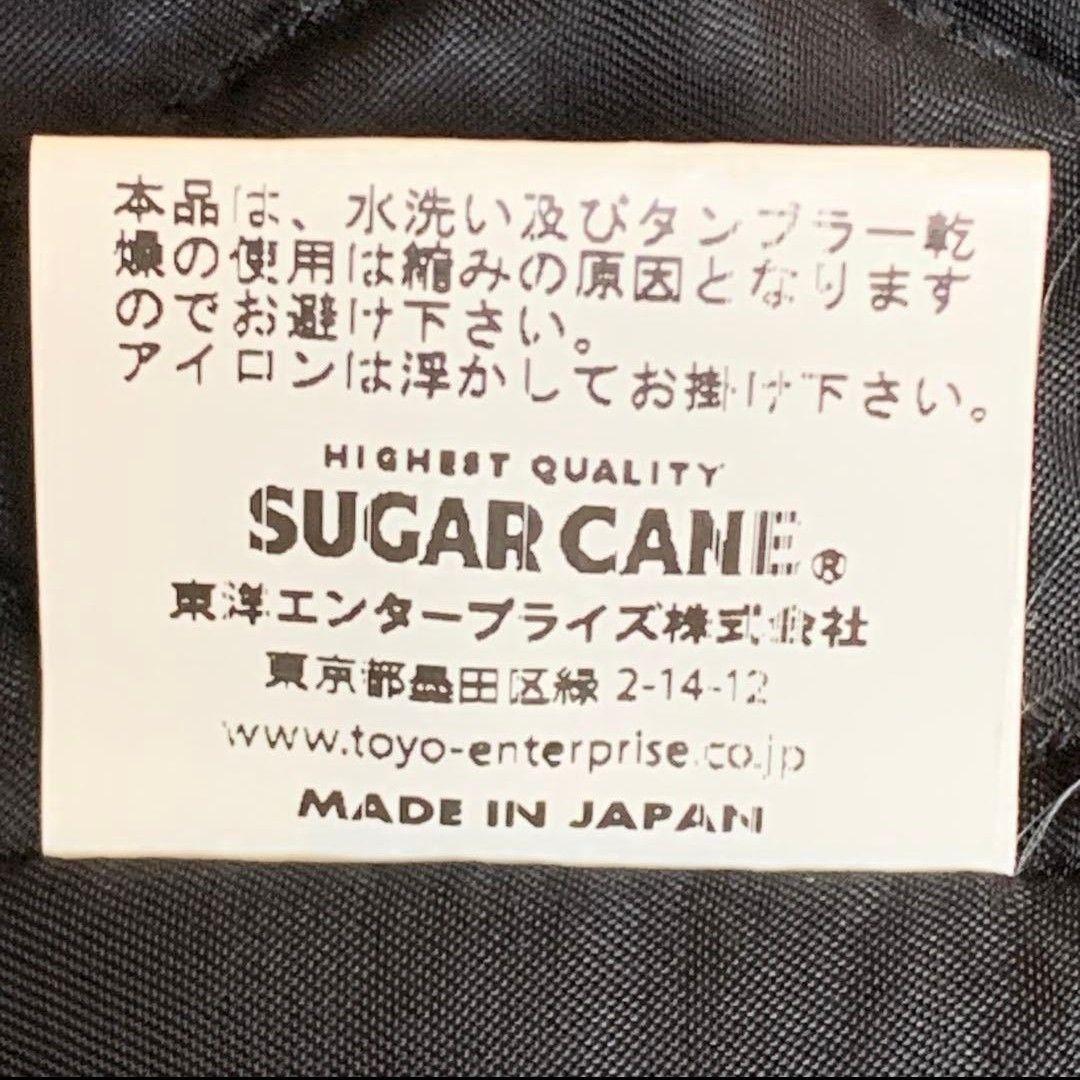 本品は、水洗い及びタンブラー乾
燥の使用は縮みの原因となります
のでお避け下さい。
アイロンは浮かしてお掛け下さい。
HIGHEST QUALITY
SUGAR CANE®
東洋エンタープライズ株式会社
東京都墨田区緑 2-14-12
www.toyo-enterprise.co.jp
MADE IN JAPAN